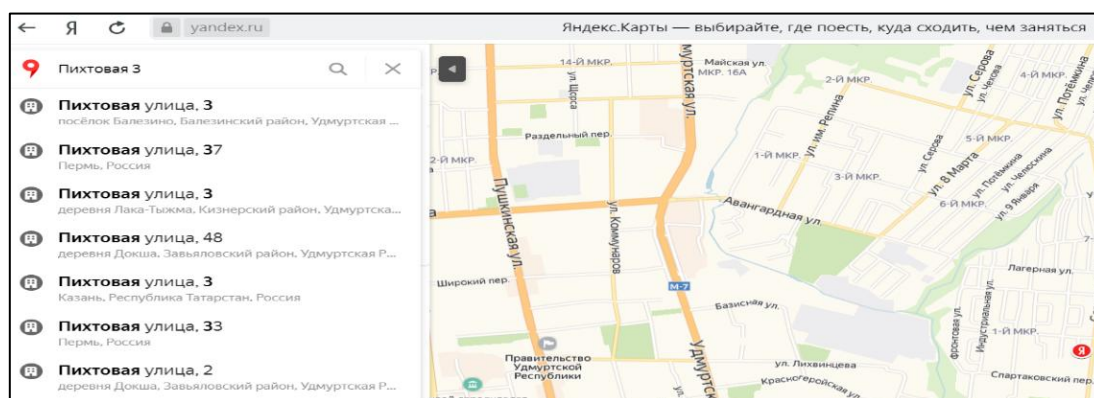 Я yandex.ru Яндекс.Карты — выбирайте, где поесть, куда сходить, чем заняться
Пихтовая 3
Пихтовая улица, 3
посёлок Балезино, Балезинский район, Удмуртская ...
Пихтовая улица, 37
Пермь, Россия
Пихтовая улица, 3
деревня Лака-Тыжма, Кизнерский район, Удмуртска...
Пихтовая улица, 48
деревня Докша, Завьяловский район, Удмуртская Р...
Пихтовая улица, 3
Казань, Республика Татарстан, Россия
Пихтовая улица, 33
Пермь, Россия
Пихтовая улица, 2
деревня Докша, Завьяловский район, Удмуртская Р...
14-Й МКР.
муртская ул.
Майская ул.
МКР. 16А
2-Й МКР.
ул. Серова
ул. Чехова
4-Й МКР.
ул. Потёмкина
ул. Щорса
Раздельный пер.
2-Й МКР.
1-Й МКР.
ул. им. Репина
3-Й МКР.
ул. Серова
5-Й МКР.
ул. 8 Марта
ул. Потёмкина
ул. Челюскина
6-Й МКР.
ул. 9 Января
Пушкинская ул.
ул. Коммунаров
Авангардная ул.
Широкий пер.
М-7
Базисная ул.
Лагерная ул.
фронтовая ул.
Индустриальная ул.
1-Й МКР.
Я
Правительство
Удмуртской
Республики
Удмуртск
ул. Лихвинцева
Красногеройская ул.
Спартаковский пер.